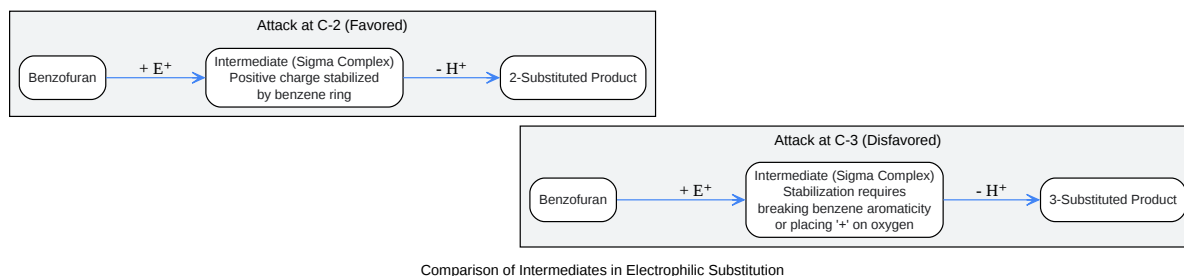 Attack at C-2 (Favored)
Benzofuran
+ E⁺
Intermediate (Sigma Complex)
Positive charge stabilized
by benzene ring
- H⁺
2-Substituted Product
Attack at C-3 (Disfavored)
Benzofuran
+ E⁺
Intermediate (Sigma Complex)
Stabilization requires
breaking benzene aromaticity
or placing '+' on oxygen
- H⁺
3-Substituted Product
Comparison of Intermediates in Electrophilic Substitution